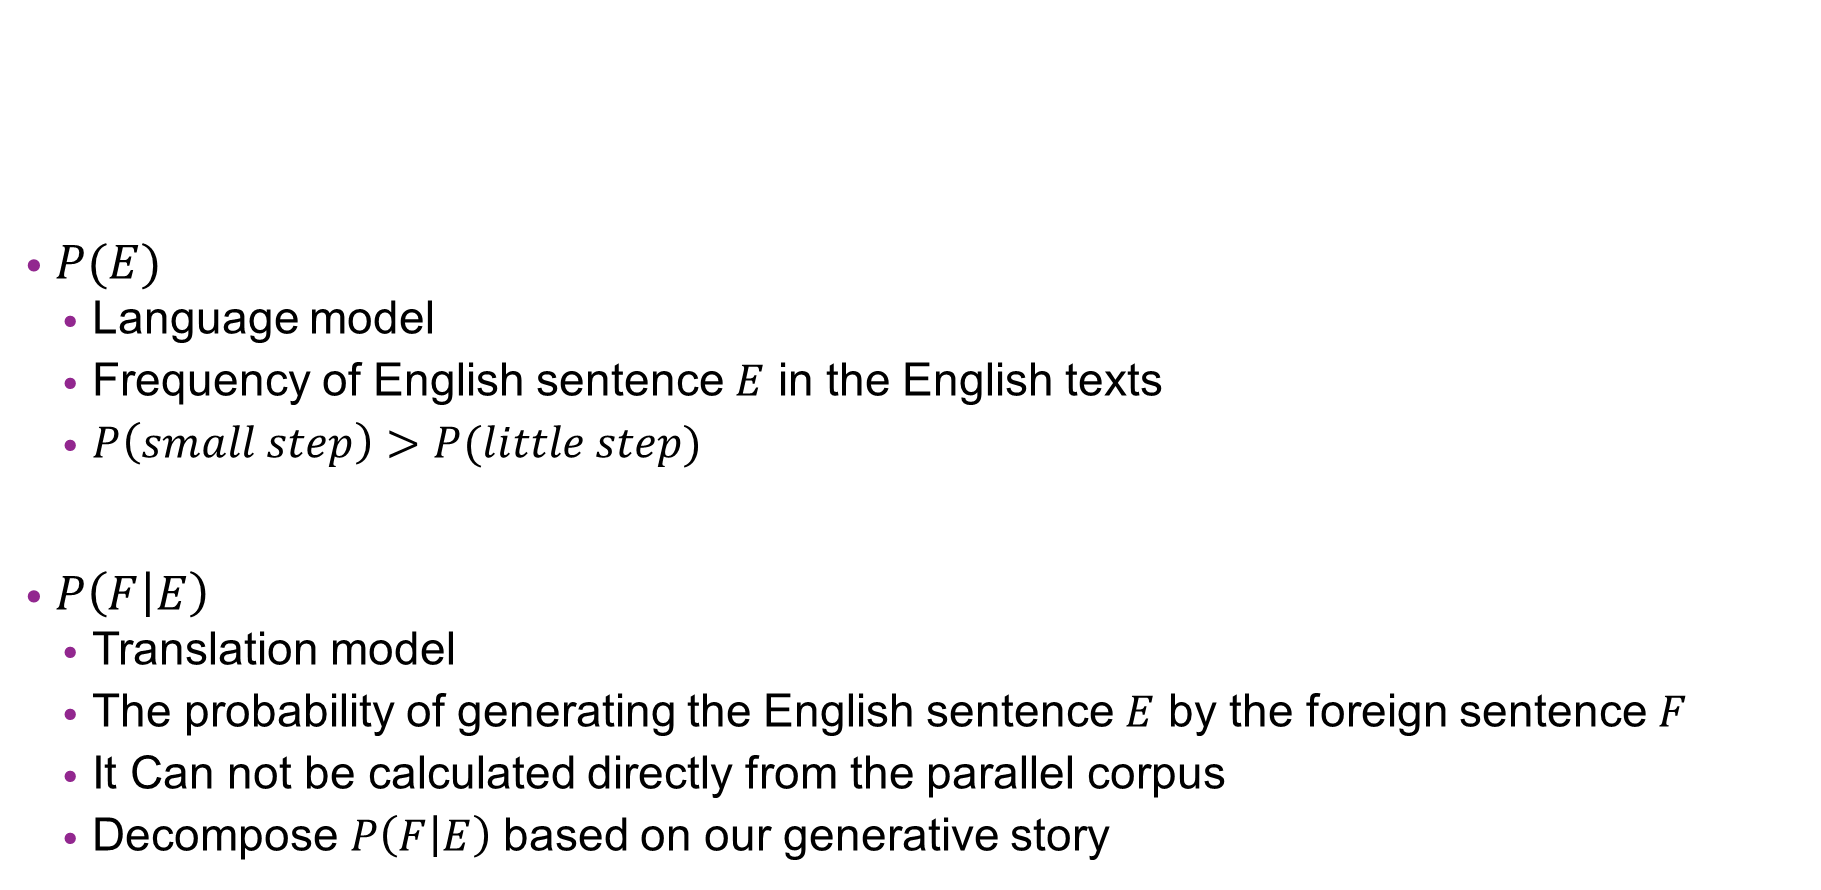 • P(E)
• Language model
• Frequency of English sentence E in the English texts
• P(small step) > P(little step)
• P(F|E)
• Translation model
• The probability of generating the English sentence E by the foreign sentence F
• It Can not be calculated directly from the parallel corpus
• Decompose P(F|E) based on our generative story